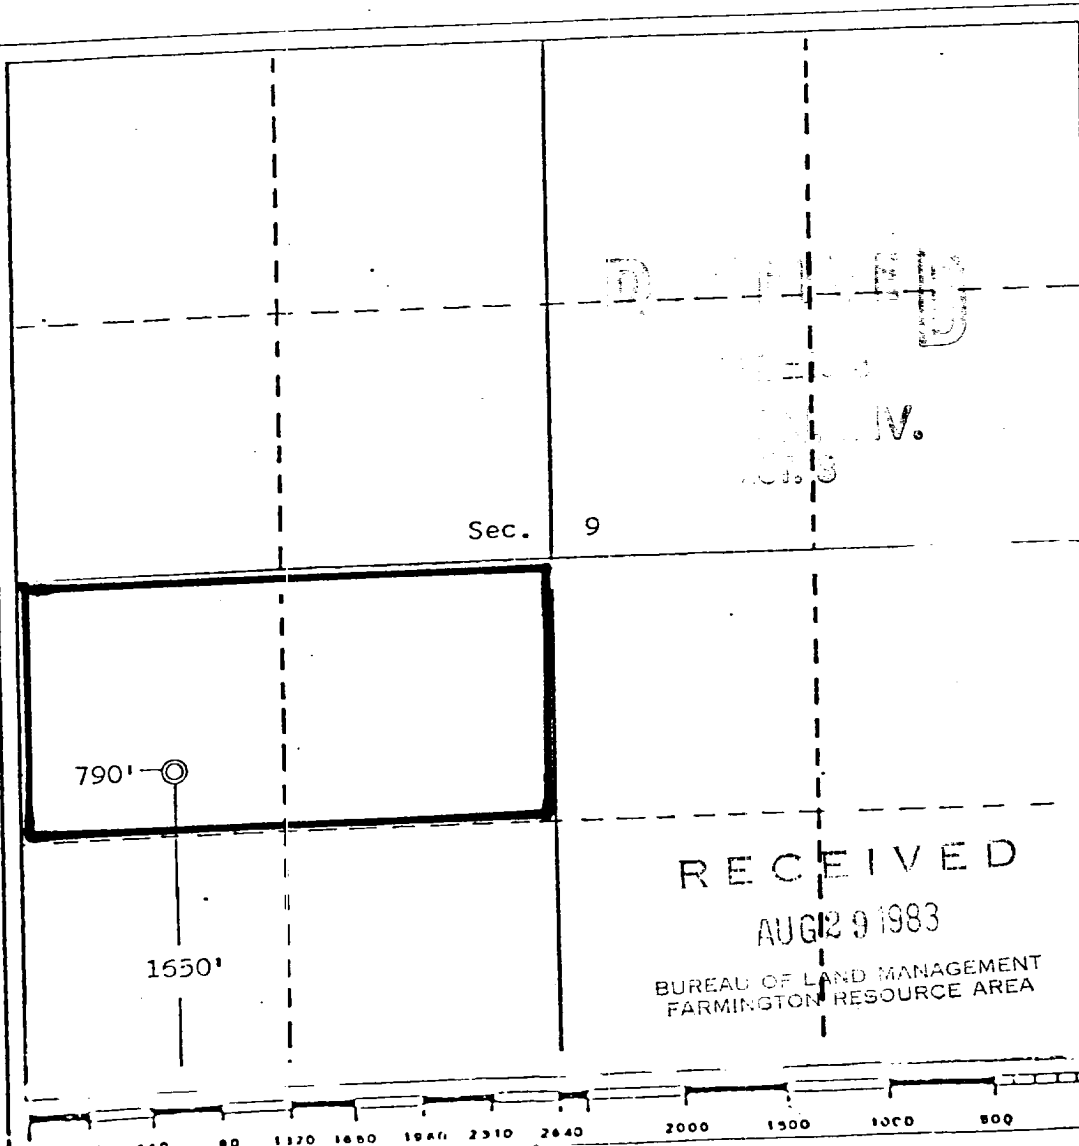 Sec. 9
790'
1650'
RECEIVED
AUG 29 1983
BUREAU OF LAND MANAGEMENT
FARMINGTON RESOURCE AREA
1320 1650 1980 2310 2640 2000 1500 1000 500